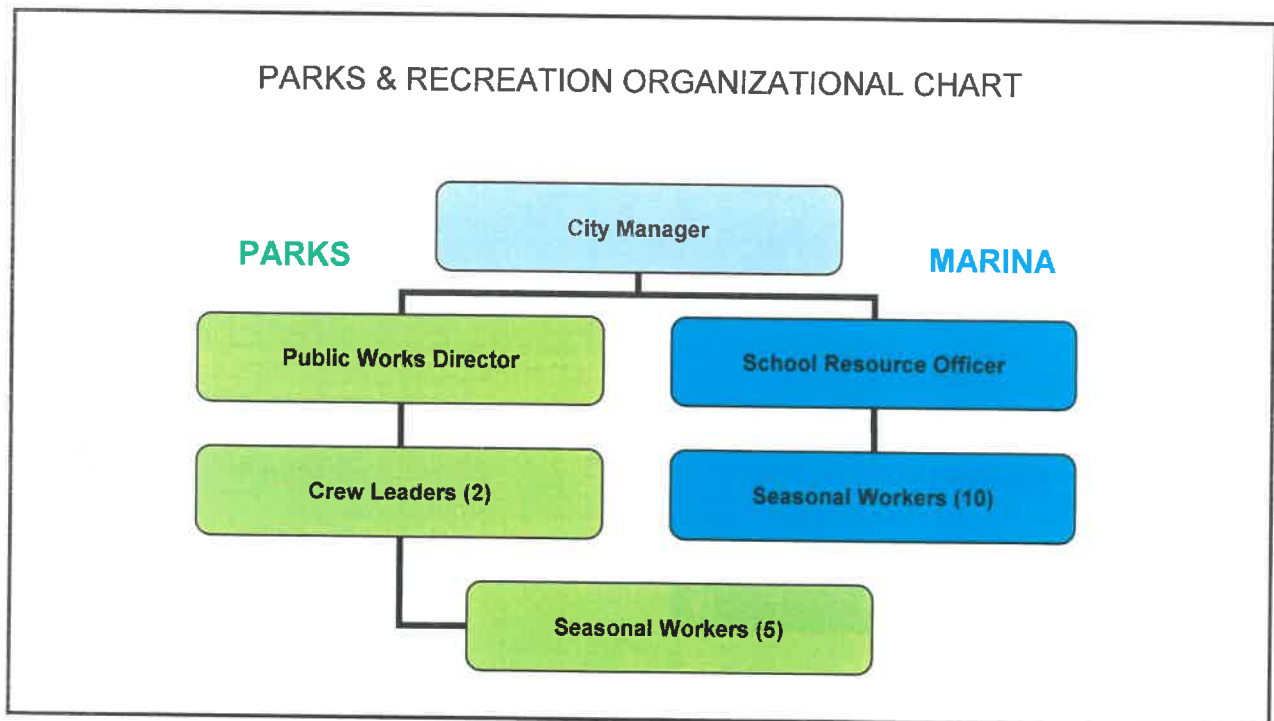 PARKS & RECREATION ORGANIZATIONAL CHART
City Manager
PARKS
MARINA
Public Works Director
School Resource Officer
Crew Leaders (2)
Seasonal Workers (10)
Seasonal Workers (5)